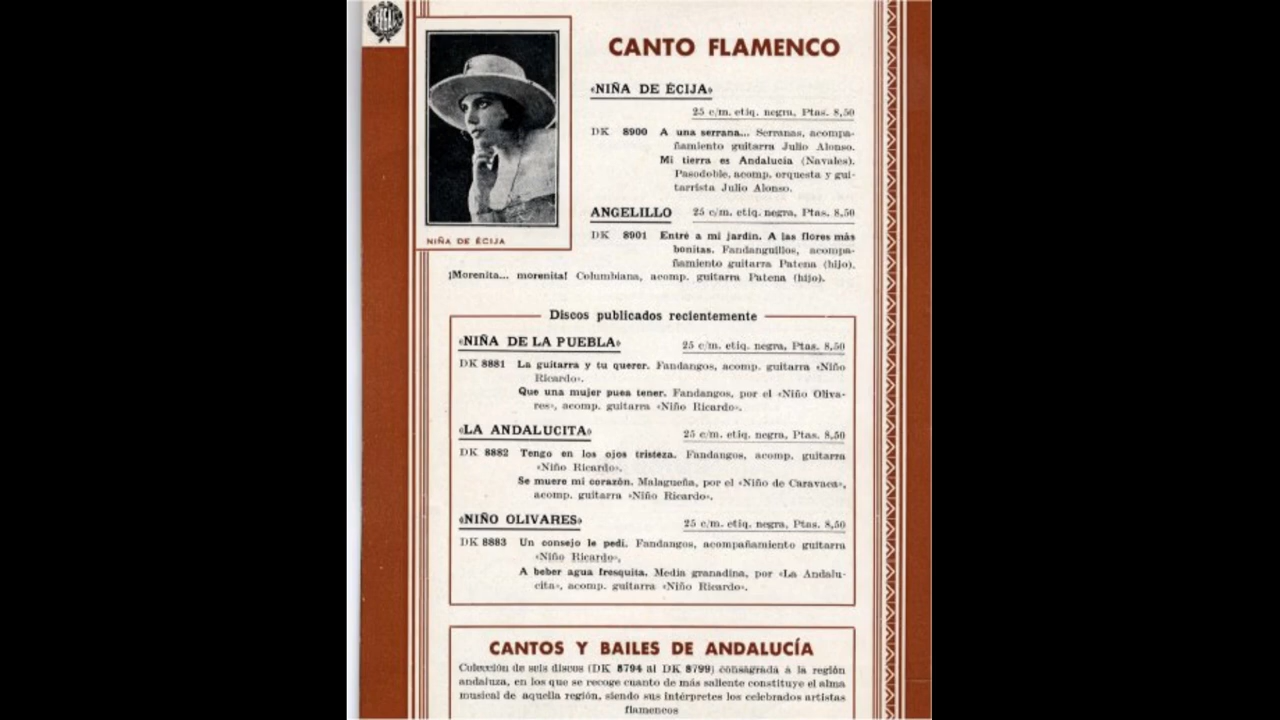 CANTO FLAMENCO
«NIÑA DE ÉCIJA»
25 c/m. etiq. negra, Ptas. 8,50
DK 8900 A una serrana... Serranas, acompa-
ñamiento guitarra Julio Alonso.
Mi tierra es Andalucía (Navales).
Pasodoble, acomp. orquesta y gui-
tarrista Julio Alonso.
NIÑA DE ÉCIJA
ANGELILLO 25 c/m. etiq. negra, Ptas. 8,50
DK 8901 Entré a mi jardín. A las flores más
bonitas. Fandanguillos, acompa-
ñamiento guitarra Patena (hijo).
¡Morenita... morenita! Columbiana, acomp. guitarra Patena (hijo).
Discos publicados recientemente
«NIÑA DE LA PUEBLA» 25 c/m. etiq. negra, Ptas. 8,50
DK 8881 La guitarra y tu querer. Fandangos, acomp. guitarra «Niño
Ricardo».
Que una mujer puea tener. Fandangos, por el «Niño Oliva-
res», acomp. guitarra «Niño Ricardo».
«LA ANDALUCITA» 25 c/m. etiq. negra, Ptas. 8,50
DK 8882 Tengo en los ojos tristeza. Fandangos, acomp. guitarra
«Niño Ricardo».
Se muere mi corazón. Malagueña, por el «Niño de Caravaca»,
acomp. guitarra «Niño Ricardo».
«NIÑO OLIVARES» 25 c/m. etiq. negra, Ptas. 8,50
DK 8883 Un consejo le pedí. Fandangos, acompañamiento guitarra
«Niño Ricardo».
A beber agua fresquita. Media granadina, por «La Andalu-
cita», acomp. guitarra «Niño Ricardo».
CANTOS Y BAILES DE ANDALUCÍA
Colección de seis discos (DK 8794 al DK 8799) consagrada a la región
andaluza, en los que se recoge cuanto de más saliente constituye el alma
musical de aquella región, siendo sus intérpretes los celebrados artistas
flamencos